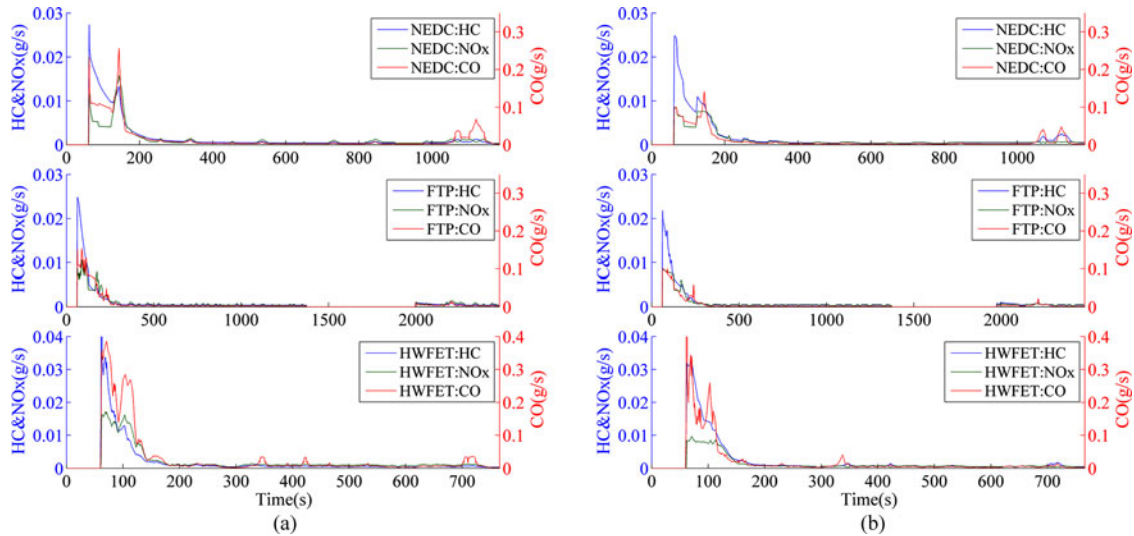 0.03
0.02
0.01
0
HC&NOx(g/s)
NEDC:HC
NEDC:NOx
NEDC:CO
0.3
0.2
0.1
0
CO(g/s)
0 200 400 600 800 1000
0.03
0.02
0.01
0
HC&NOx(g/s)
FTP:HC
FTP:NOx
FTP:CO
0.3
0.2
0.1
0
CO(g/s)
0 500 1000 1500 2000
0.04
0.03
0.02
0.01
0
HC&NOx(g/s)
HWFET:HC
HWFET:NOx
HWFET:CO
0.4
0.3
0.2
0.1
0
CO(g/s)
0 100 200 300 400 500 600 700
Time(s)
(a)
0.03
0.02
0.01
0
HC&NOx(g/s)
NEDC:HC
NEDC:NOx
NEDC:CO
0.3
0.2
0.1
0
CO(g/s)
0 200 400 600 800 1000
0.03
0.02
0.01
0
HC&NOx(g/s)
FTP:HC
FTP:NOx
FTP:CO
0.3
0.2
0.1
0
CO(g/s)
0 500 1000 1500 2000
0.04
0.03
0.02
0.01
0
HC&NOx(g/s)
HWFET:HC
HWFET:NOx
HWFET:CO
0.4
0.3
0.2
0.1
0
CO(g/s)
0 100 200 300 400 500 600 700
Time(s)
(b)